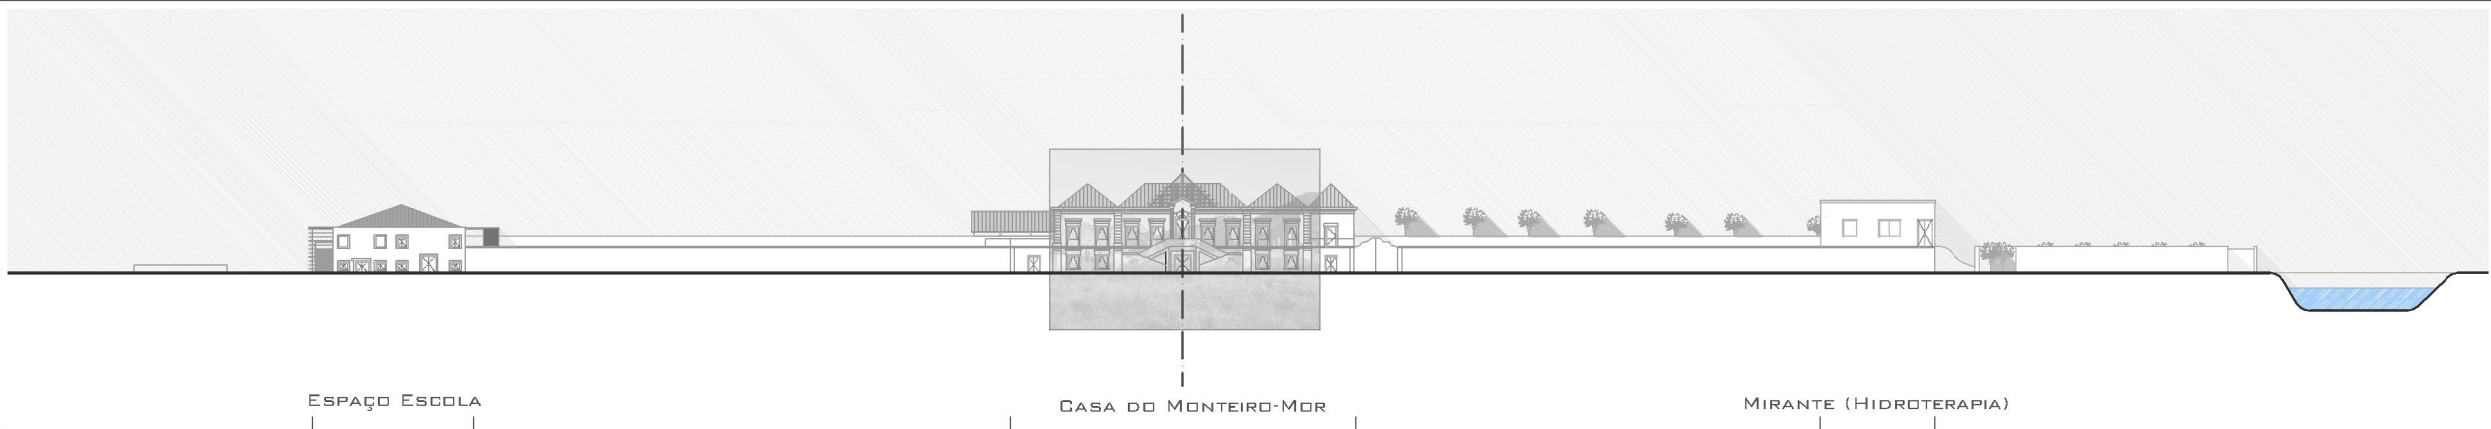 Espaço Escola
Casa do Monteiro-Mor
Mirante (Hidroterapia)